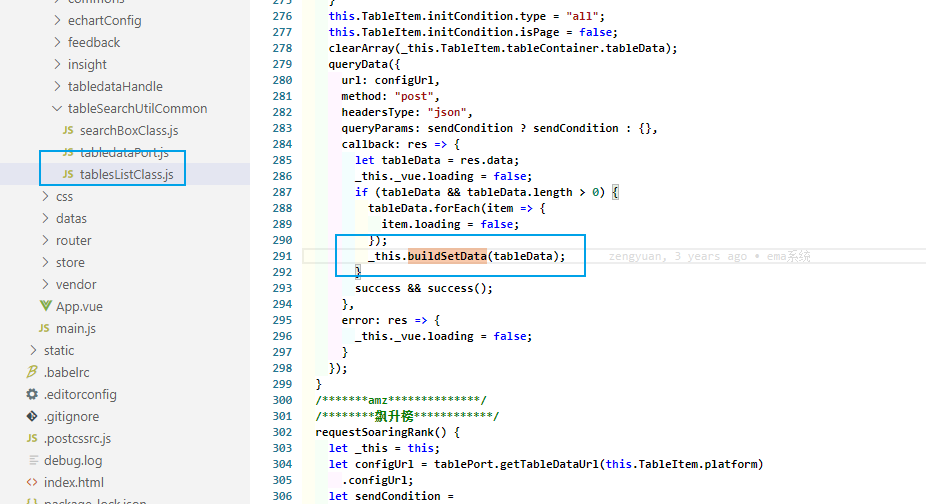 commons
echartConfig
feedback
insight
tabledataHandle
tableSearchUtilCommon
JS searchBoxClass.js
JS tabledataPort.js
JS tablesListClass.js
css
datas
router
store
vendor
App.vue
JS main.js
static
.babelrc
.editorconfig
.gitignore
JS .postcssrc.js
debug.log
<> index.html
package-lock.json
275 }
276 this.TableItem.initCondition.type = "all";
277 this.TableItem.initCondition.isPage = false;
278 clearArray(_this.TableItem.tableContainer.tableData);
279 queryData({
280 url: configUrl,
281 method: "post",
282 headersType: "json",
283 queryParams: sendCondition ? sendCondition : {},
284 callback: res => {
285 let tableData = res.data;
286 _this._vue.loading = false;
287 if (tableData && tableData.length > 0) {
288 tableData.forEach(item => {
289 item.loading = false;
290 });
291 _this.buildSetData(tableData); zengyuan, 3 years ago • ema系统
292 }
293 success && success();
294 },
295 error: res => {
296 _this._vue.loading = false;
297 }
298 });
299 }
300 /*******amz**************/
301 /********飙升榜************/
302 requestSoaringRank() {
303 let _this = this;
304 let configUrl = tablePort.getTableDataUrl(this.TableItem.platform)
305 .configUrl;
306 let sendCondition =